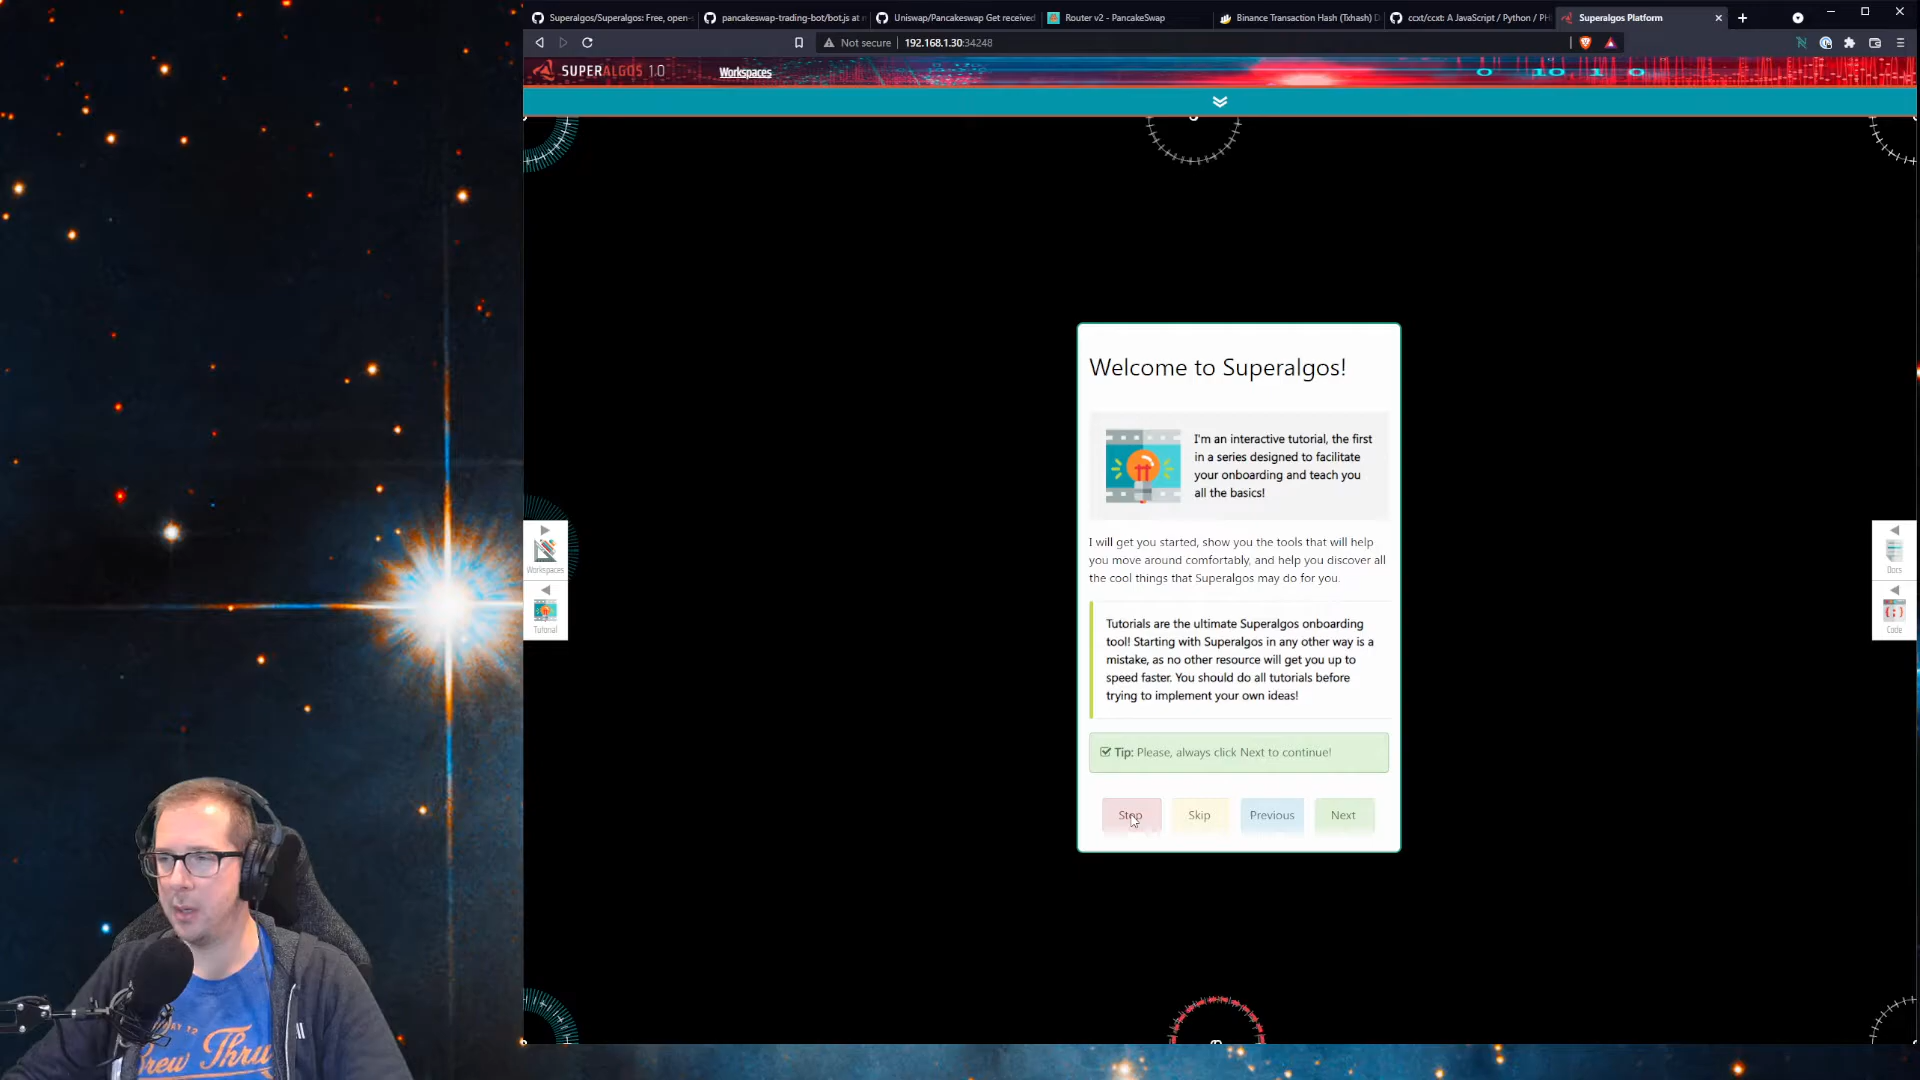 Superalgos/Superalgos: Free, open-
pancakeswap-trading-bot/bot.js at m
Uniswap/Pancakeswap Get received
Router v2 - PancakeSwap
Binance Transaction Hash (Txhash) D
ccxt/ccxt: A JavaScript / Python / PH
Superalgos Platform
Not secure
192.168.1.30:34248
SUPERALGOS 1.0
Workspaces
0 10 1 0
Welcome to Superalgos!
I'm an interactive tutorial, the first
in a series designed to facilitate
your onboarding and teach you
all the basics!
I will get you started, show you the tools that will help
you move around comfortably, and help you discover all
the cool things that Superalgos may do for you.
Tutorials are the ultimate Superalgos onboarding
tool! Starting with Superalgos in any other way is a
mistake, as no other resource will get you up to
speed faster. You should do all tutorials before
trying to implement your own ideas!
Tip: Please, always click Next to continue!
Stop
Skip
Previous
Next
Workspaces
Tutorial
Docs
Code
Thru